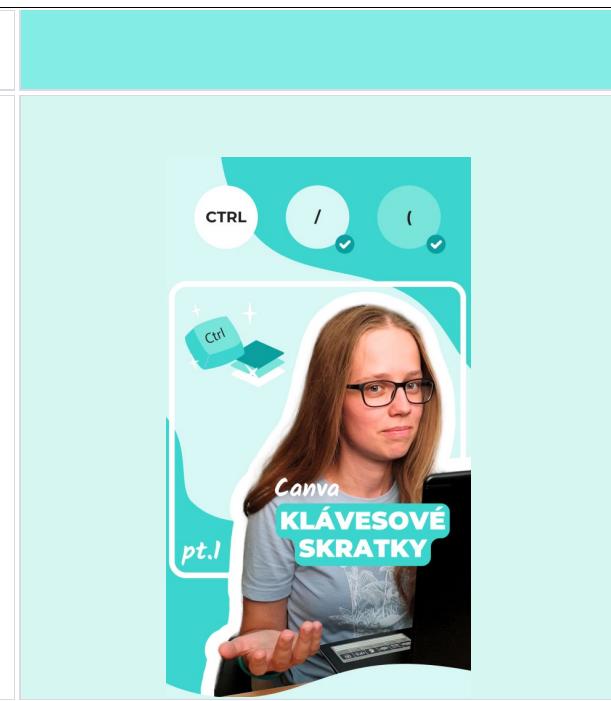 CTRL / (
Ctrl
Canva
KLÁVESOVÉ
SKRATKY
pt.1